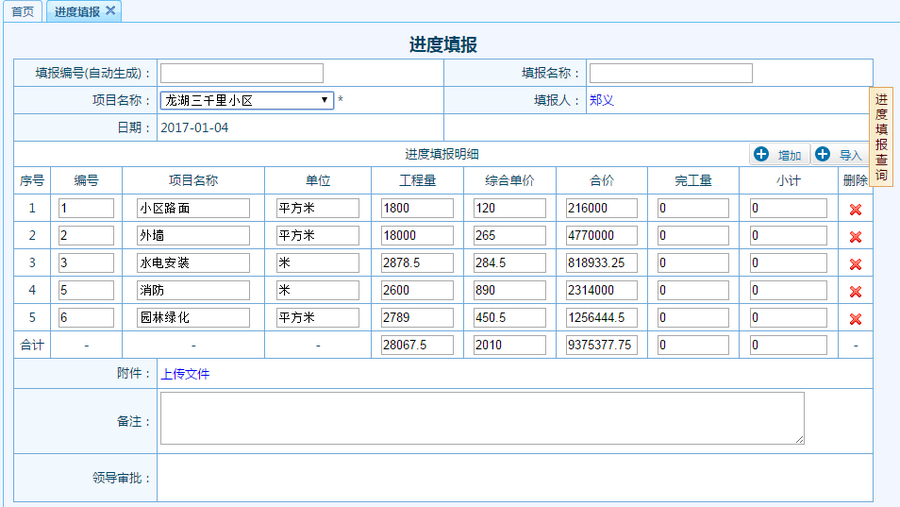 首页 进度填报
进度填报
填报编号(自动生成)： 填报名称：
项目名称： 龙湖三千里小区 * 填报人： 郑义
日期： 2017-01-04
进度填报明细 增加 导入
进度填报查询
序号 编号 项目名称 单位 工程量 综合单价 合价 完工量 小计 删除
1 1 小区路面 平方米 1800 120 216000 0 0
2 2 外墙 平方米 18000 265 4770000 0 0
3 3 水电安装 米 2878.5 284.5 818933.25 0 0
4 5 消防 米 2600 890 2314000 0 0
5 6 园林绿化 平方米 2789 450.5 1256444.5 0 0
合计 - - - 28067.5 2010 9375377.75 0 0 -
附件： 上传文件
备注：
领导审批：